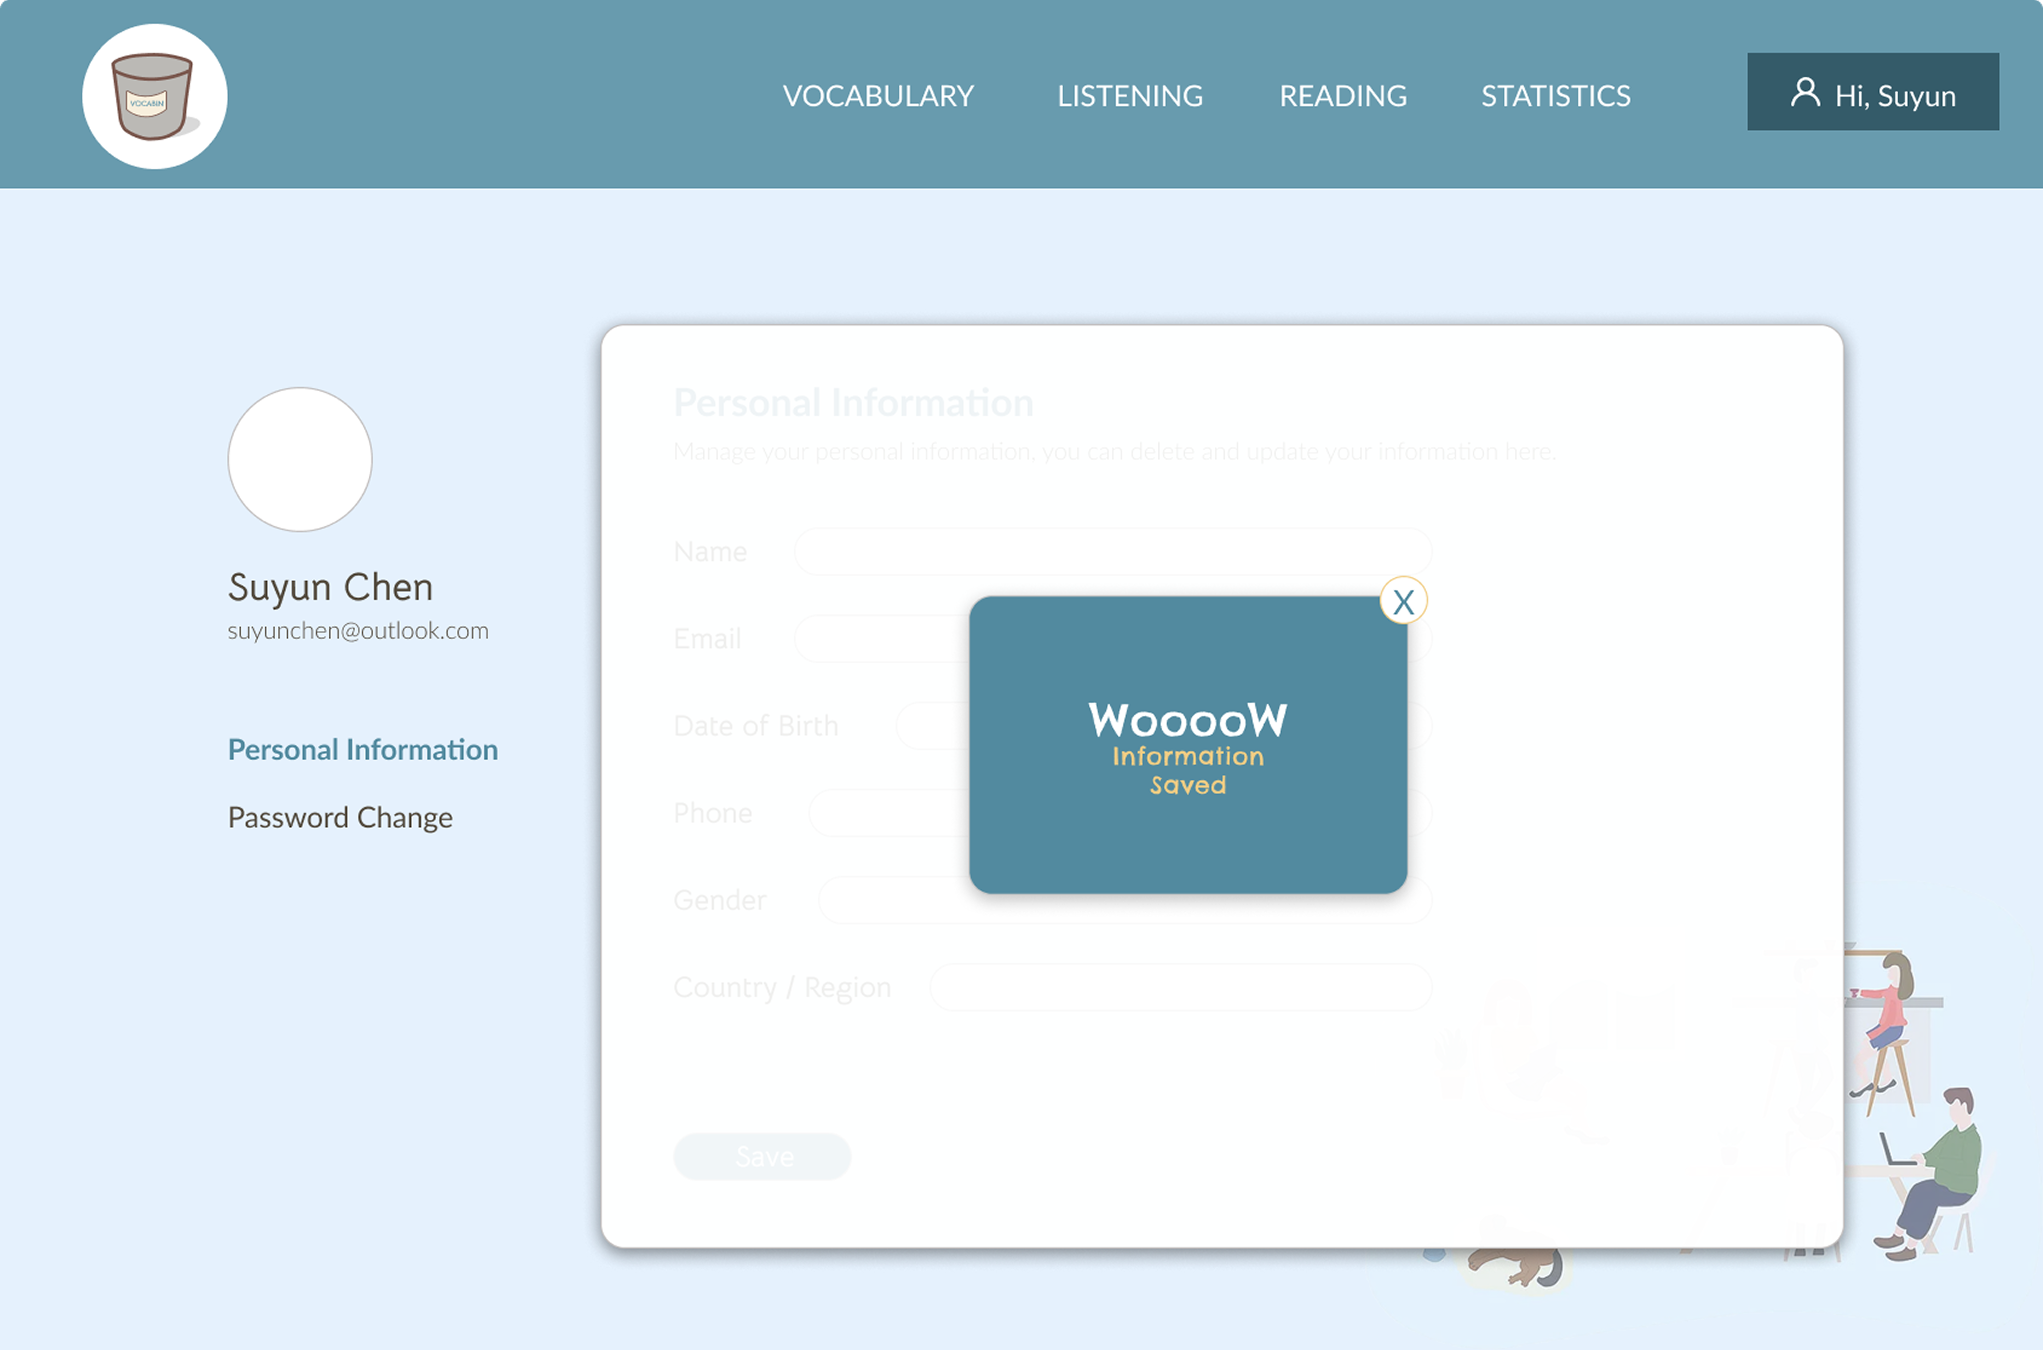 VOCABIN
VOCABULARY
LISTENING
READING
STATISTICS
Hi, Suyun
Suyun Chen
suyunchen@outlook.com
Personal Information
Password Change
Personal Information
Manage your personal information, you can delete and update your information here.
Name
Email
Date of Birth
Phone
Gender
Country / Region
Save
X
WooooW
Information
Saved